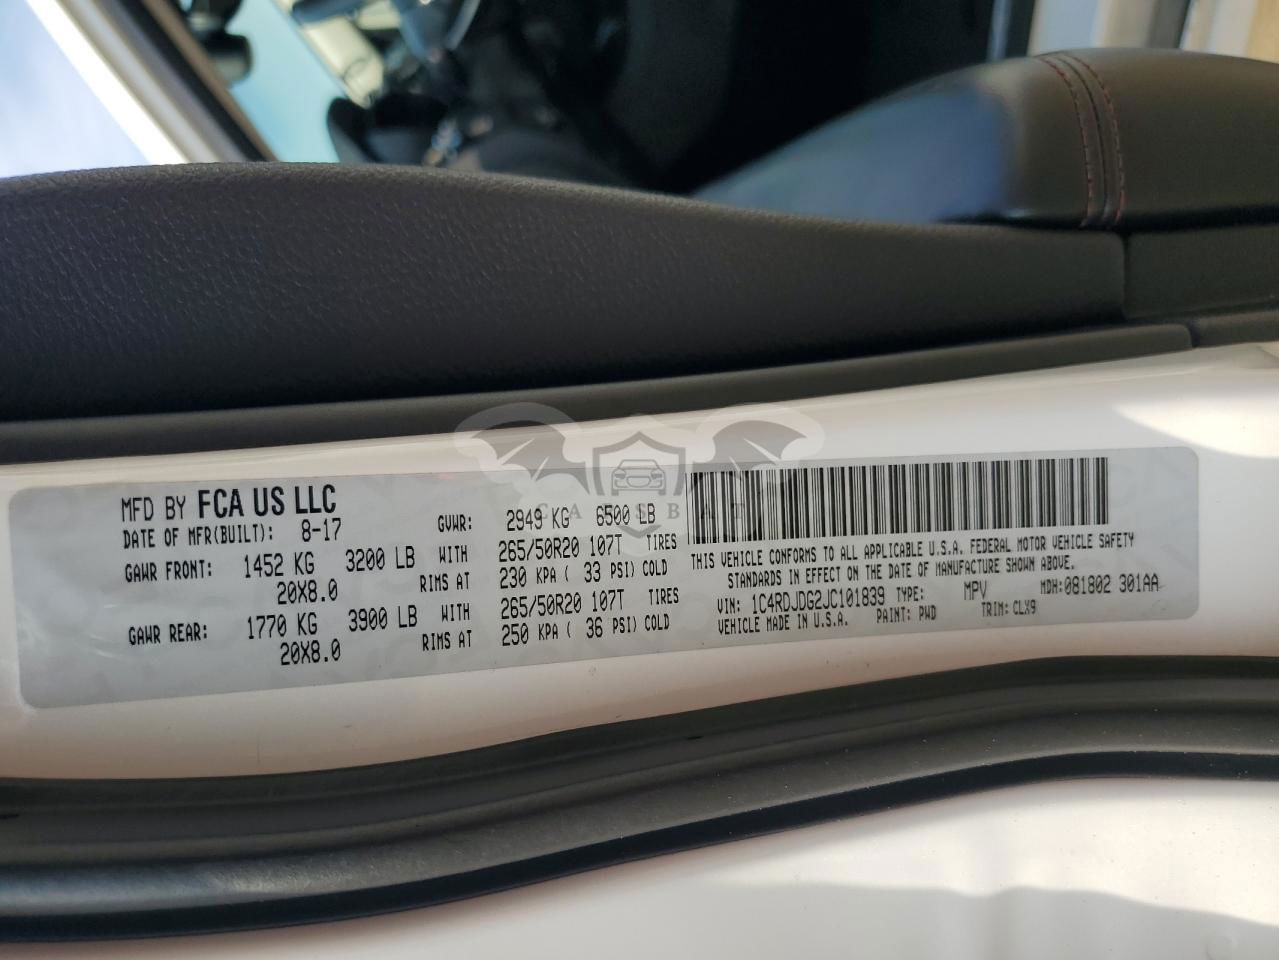 MFD BY FCA US LLC
DATE OF MFR(BUILT): 8-17 GVWR: 2949 KG 6500 LB
GAWR FRONT: 1452 KG 3200 LB WITH 265/50R20 107T TIRES
20X8.0 RIMS AT 230 KPA ( 33 PSI) COLD
GAWR REAR: 1770 KG 3900 LB WITH 265/50R20 107T TIRES
20X8.0 RIMS AT 250 KPA ( 36 PSI) COLD
THIS VEHICLE CONFORMS TO ALL APPLICABLE U.S.A. FEDERAL MOTOR VEHICLE SAFETY
STANDARDS IN EFFECT ON THE DATE OF MANUFACTURE SHOWN ABOVE.
VIN: 1C4RDJDG2JC101839 TYPE: MPV MDH: 081802 301AA
VEHICLE MADE IN U.S.A. PAINT: PWD TRIM: CLX9
CARSBAT